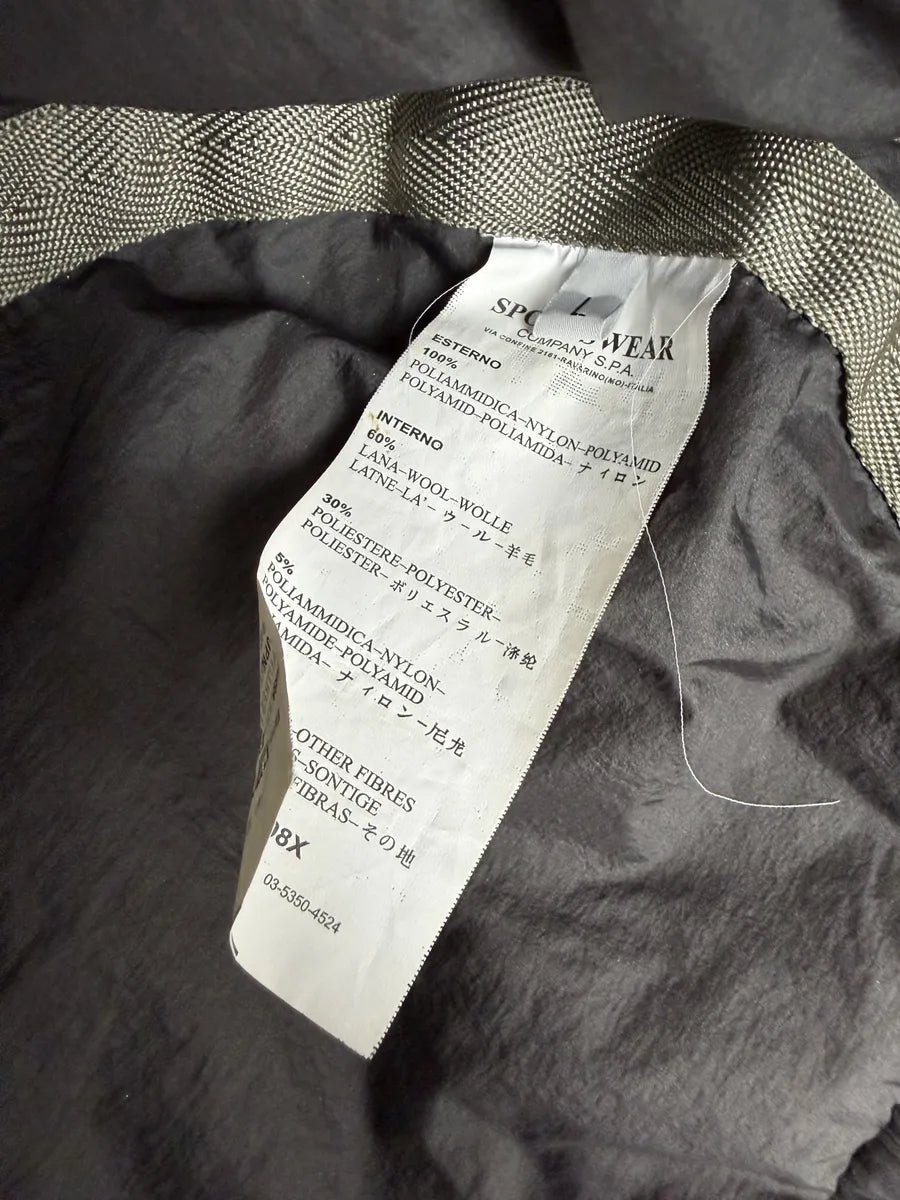 L
SPO S WEAR
COMPANY S.P.A.
VIA CONFINE 2161-RAVARINO(MO)-ITALIA
ESTERNO
100%
POLIAMMIDICA-NYLON-POLYAMID
POLYAMID-POLIAMIDA-ナイロン
INTERNO
60%
LANA-WOOL-WOLLE
LATNE-LA'-ウール-羊毛
30%
POLIESTERE-POLYESTER-
POLIESTER-ポリエスラル-涤纶
5%
POLIAMMIDICA-NYLON-
POLYAMIDE-POLYAMID
AMIDA-ナイロン-尼龙
-OTHER FIBRES
S-SONTIGE
FIBRAS-その地
98X
03-5350-4524